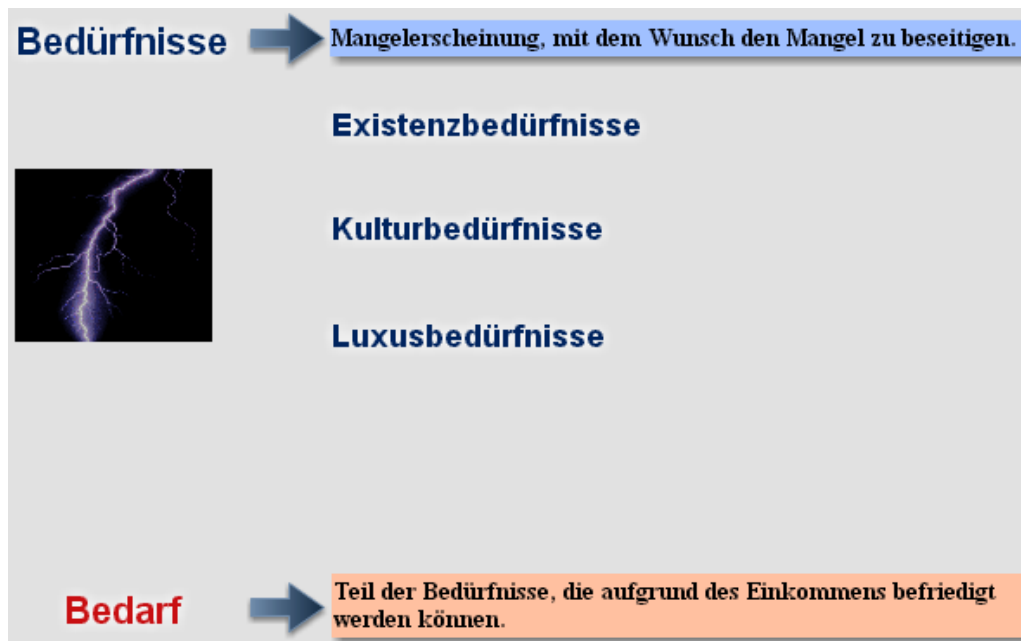 Bedürfnisse
Mangelerscheinung, mit dem Wunsch den Mangel zu beseitigen.
Existenzbedürfnisse
Kulturbedürfnisse
Luxusbedürfnisse
Bedarf
Teil der Bedürfnisse, die aufgrund des Einkommens befriedigt
werden können.